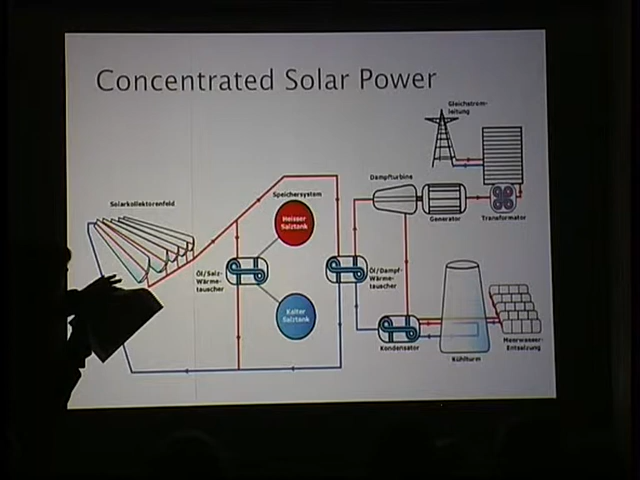 Concentrated Solar Power
Gleichstrom-
leitung
Dampfturbine
Generator
Transformator
Solarkollektorenfeld
Speichersystem
Heisser
Salztank
Öl/Salz-
Wärme-
tauscher
Öl/Dampf-
Wärme-
tauscher
Kalter
Salztank
Kondensator
Kühlturm
Meerwasser-
Entsalzung